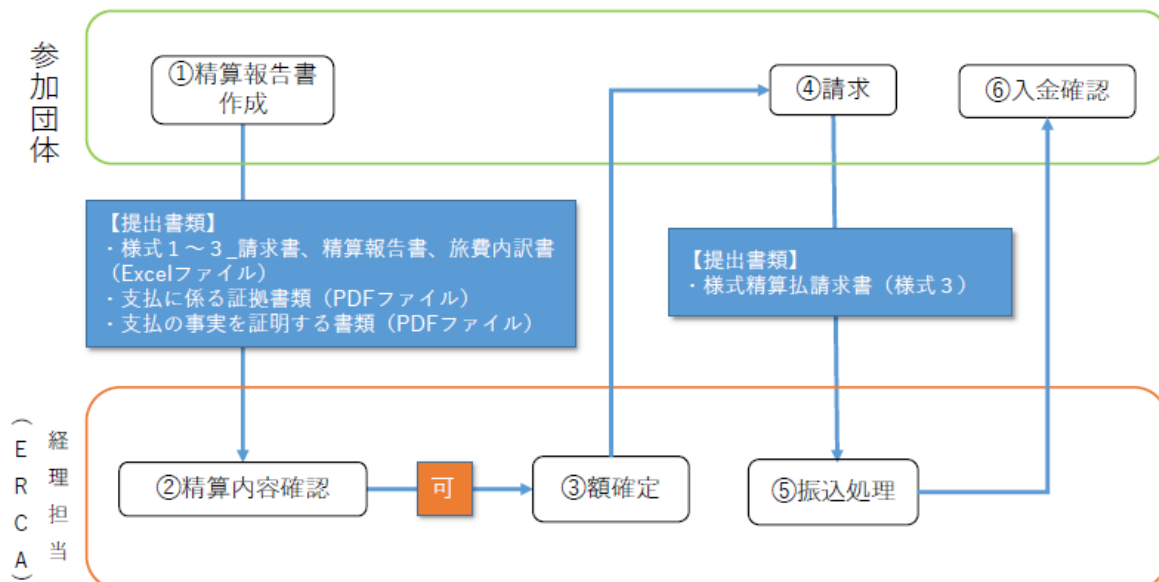 参加団体
①精算報告書
作成
④請求
⑥入金確認
【提出書類】
・様式1～3_請求書、精算報告書、旅費内訳書
(Excelファイル)
・支払に係る証拠書類(PDFファイル)
・支払の事実を証明する書類(PDFファイル)
【提出書類】
・様式精算払請求書(様式3)
経理担当
(ERCA)
②精算内容確認
可
③額確定
⑤振込処理